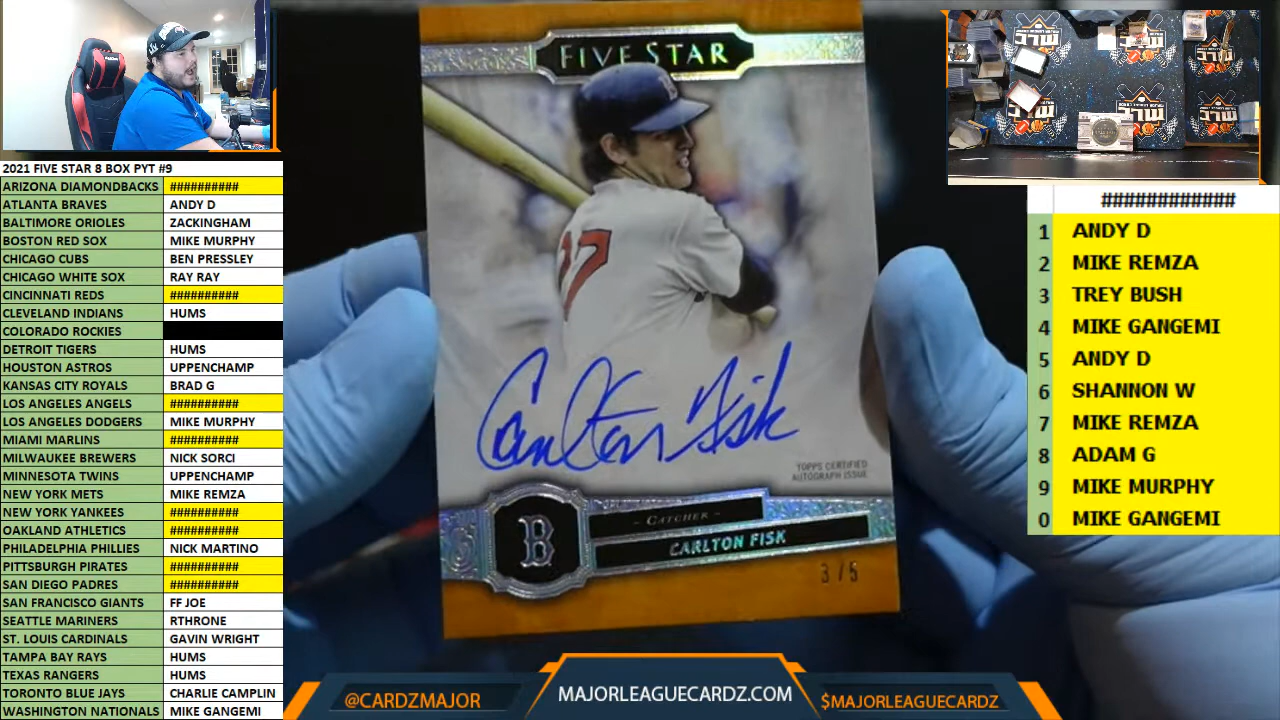 2021 FIVE STAR 8 BOX PYT #9
ARIZONA DIAMONDBACKS ##########
ATLANTA BRAVES ANDY D
BALTIMORE ORIOLES ZACKINGHAM
BOSTON RED SOX MIKE MURPHY
CHICAGO CUBS BEN PRESSLEY
CHICAGO WHITE SOX RAY RAY
CINCINNATI REDS ##########
CLEVELAND INDIANS HUMS
COLORADO ROCKIES
DETROIT TIGERS HUMS
HOUSTON ASTROS UPPENCHAMP
KANSAS CITY ROYALS BRAD G
LOS ANGELES ANGELS ##########
LOS ANGELES DODGERS MIKE MURPHY
MIAMI MARLINS ##########
MILWAUKEE BREWERS NICK SORCI
MINNESOTA TWINS UPPENCHAMP
NEW YORK METS MIKE REMZA
NEW YORK YANKEES ##########
OAKLAND ATHLETICS ##########
PHILADELPHIA PHILLIES NICK MARTINO
PITTSBURGH PIRATES ##########
SAN DIEGO PADRES ##########
SAN FRANCISCO GIANTS FF JOE
SEATTLE MARINERS RTHRONE
ST. LOUIS CARDINALS GAVIN WRIGHT
TAMPA BAY RAYS HUMS
TEXAS RANGERS HUMS
TORONTO BLUE JAYS CHARLIE CAMPLIN
WASHINGTON NATIONALS MIKE GANGEMI
FIVE STAR
B
27
Carlton Fisk
TOPPS CERTIFIED
AUTOGRAPH ISSUE
B
- CATCHER -
CARLTON FISK
3/5
############
1 ANDY D
2 MIKE REMZA
3 TREY BUSH
4 MIKE GANGEMI
5 ANDY D
6 SHANNON W
7 MIKE REMZA
8 ADAM G
9 MIKE MURPHY
0 MIKE GANGEMI
@CARDZMAJOR
MAJORLEAGUECARDZ.COM
$MAJORLEAGUECARDZ